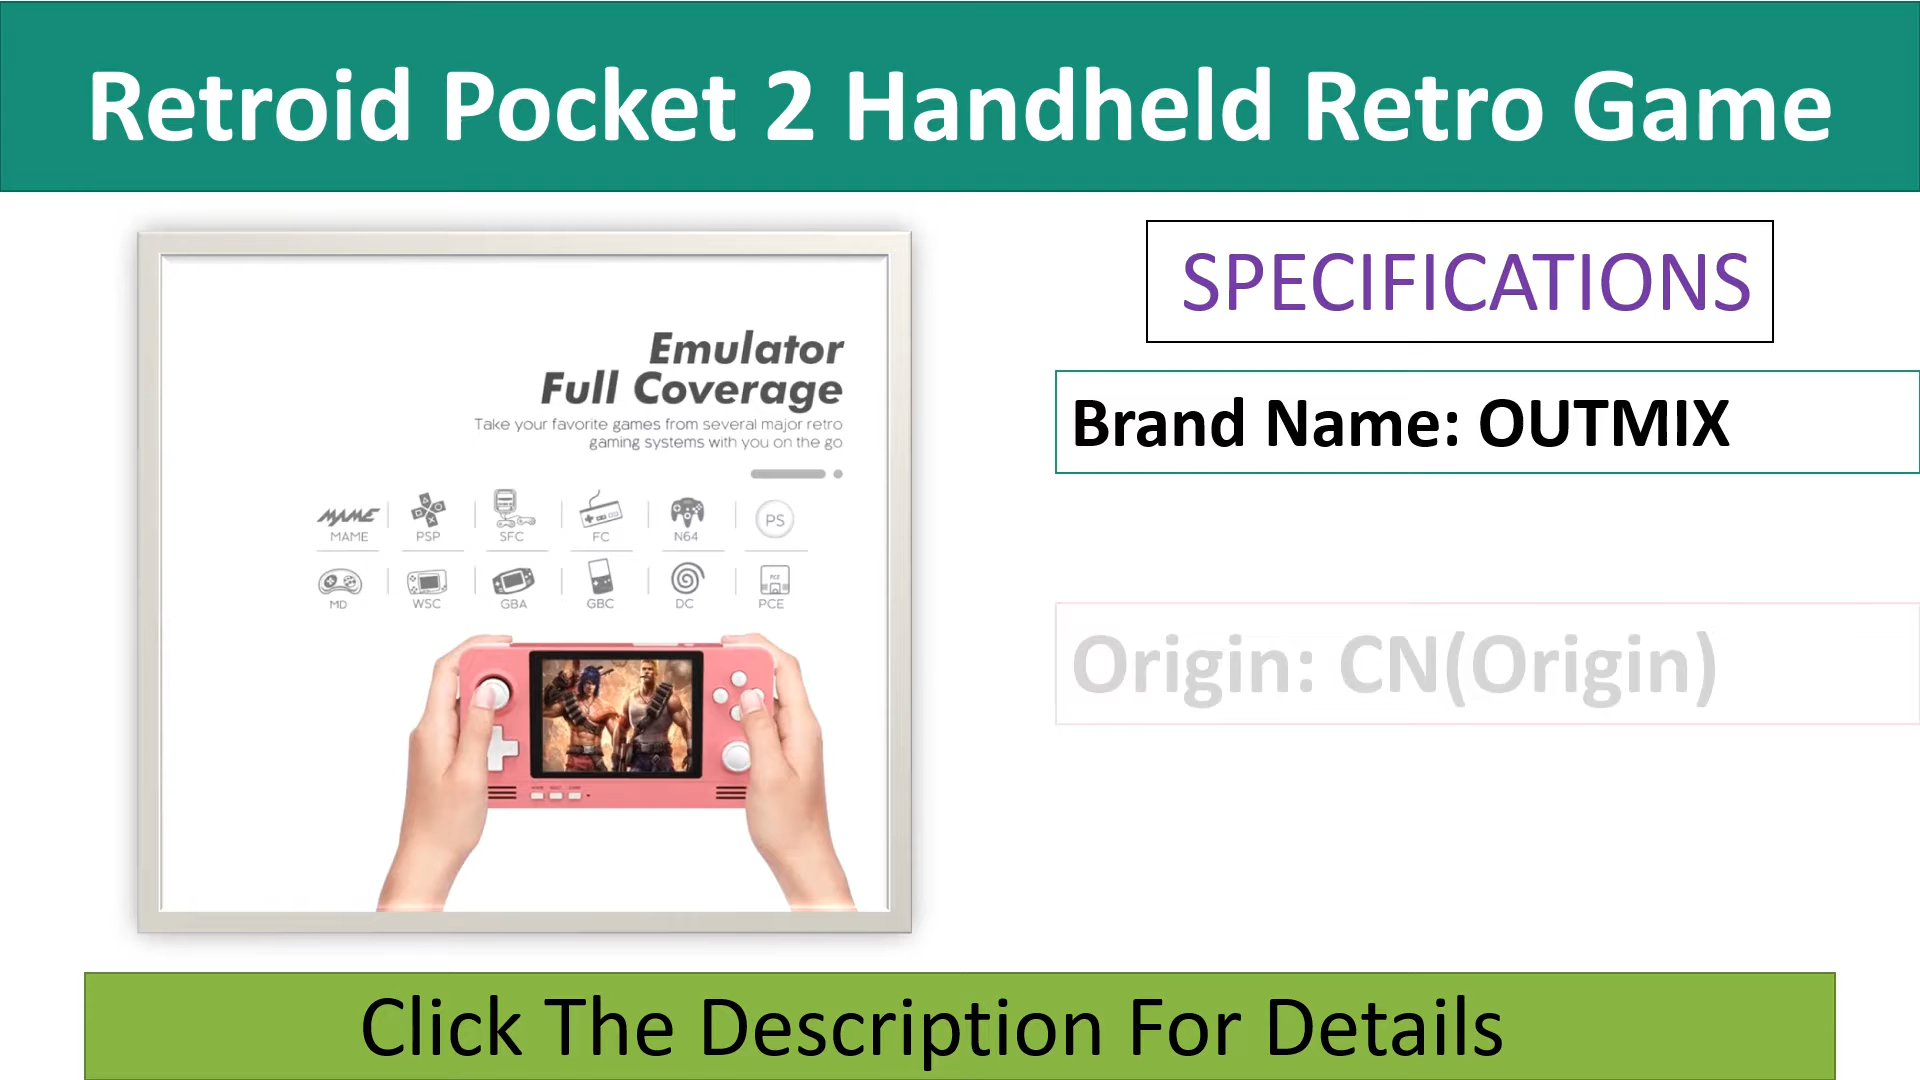 Retroid Pocket 2 Handheld Retro Game
SPECIFICATIONS
Brand Name: OUTMIX
Origin: CN(Origin)
Emulator
Full Coverage
Take your favorite games from several major retro
gaming systems with you on the go
MAME
MAME PSP SFC FC N64 PS
PCE
MD WSC GBA GBC DC PCE
Click The Description For Details